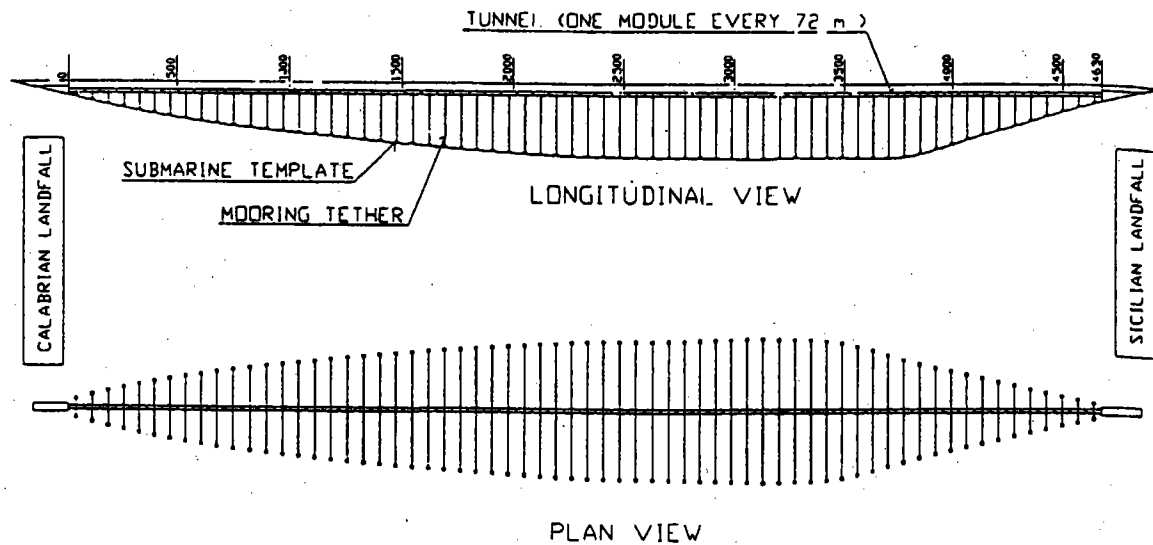 TUNNEL (ONE MODULE EVERY 72 m )
0
500
1000
1500
2000
2500
3000
3500
4000
4500
4630
SUBMARINE TEMPLATE
MOORING TETHER
LONGITUDINAL VIEW
CALABRIAN LANDFALL
SICILIAN LANDFALL
PLAN VIEW